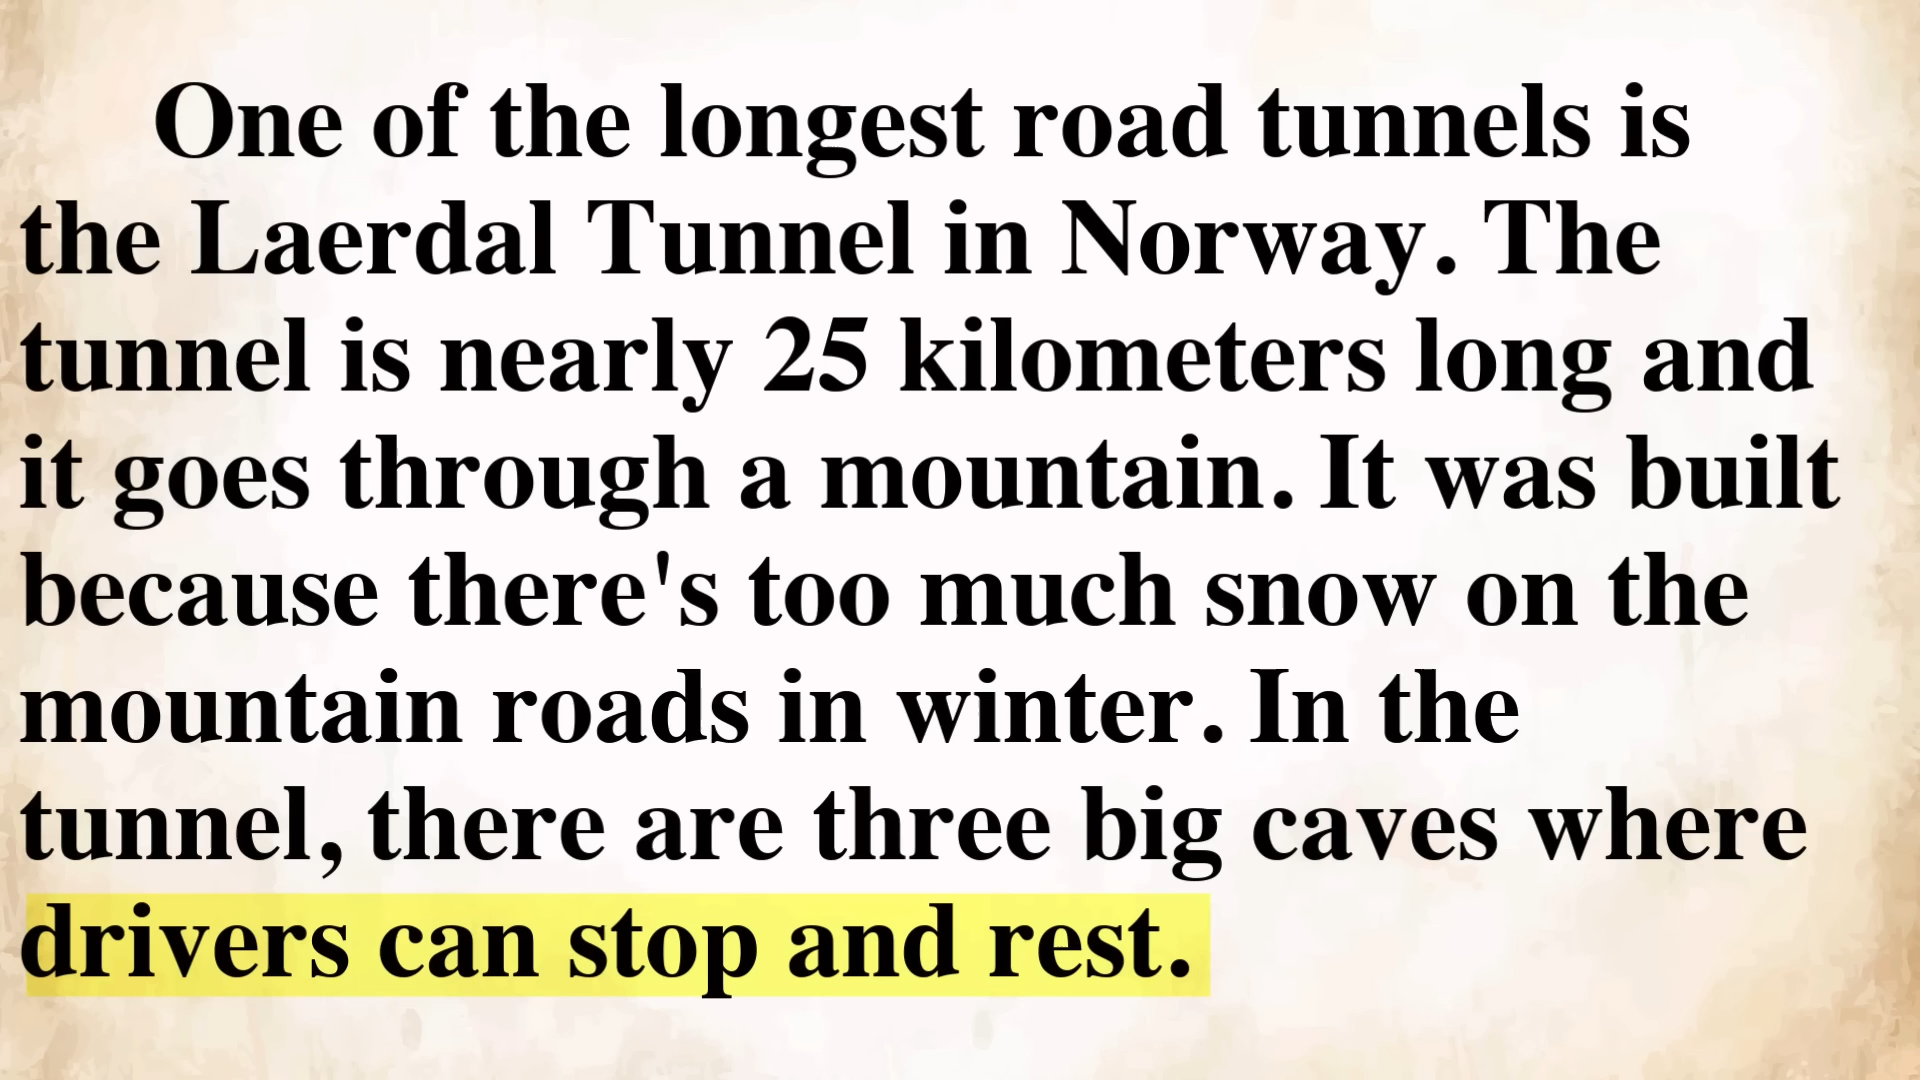 One of the longest road tunnels is
the Laerdal Tunnel in Norway. The
tunnel is nearly 25 kilometers long and
it goes through a mountain. It was built
because there's too much snow on the
mountain roads in winter. In the
tunnel, there are three big caves where
drivers can stop and rest.